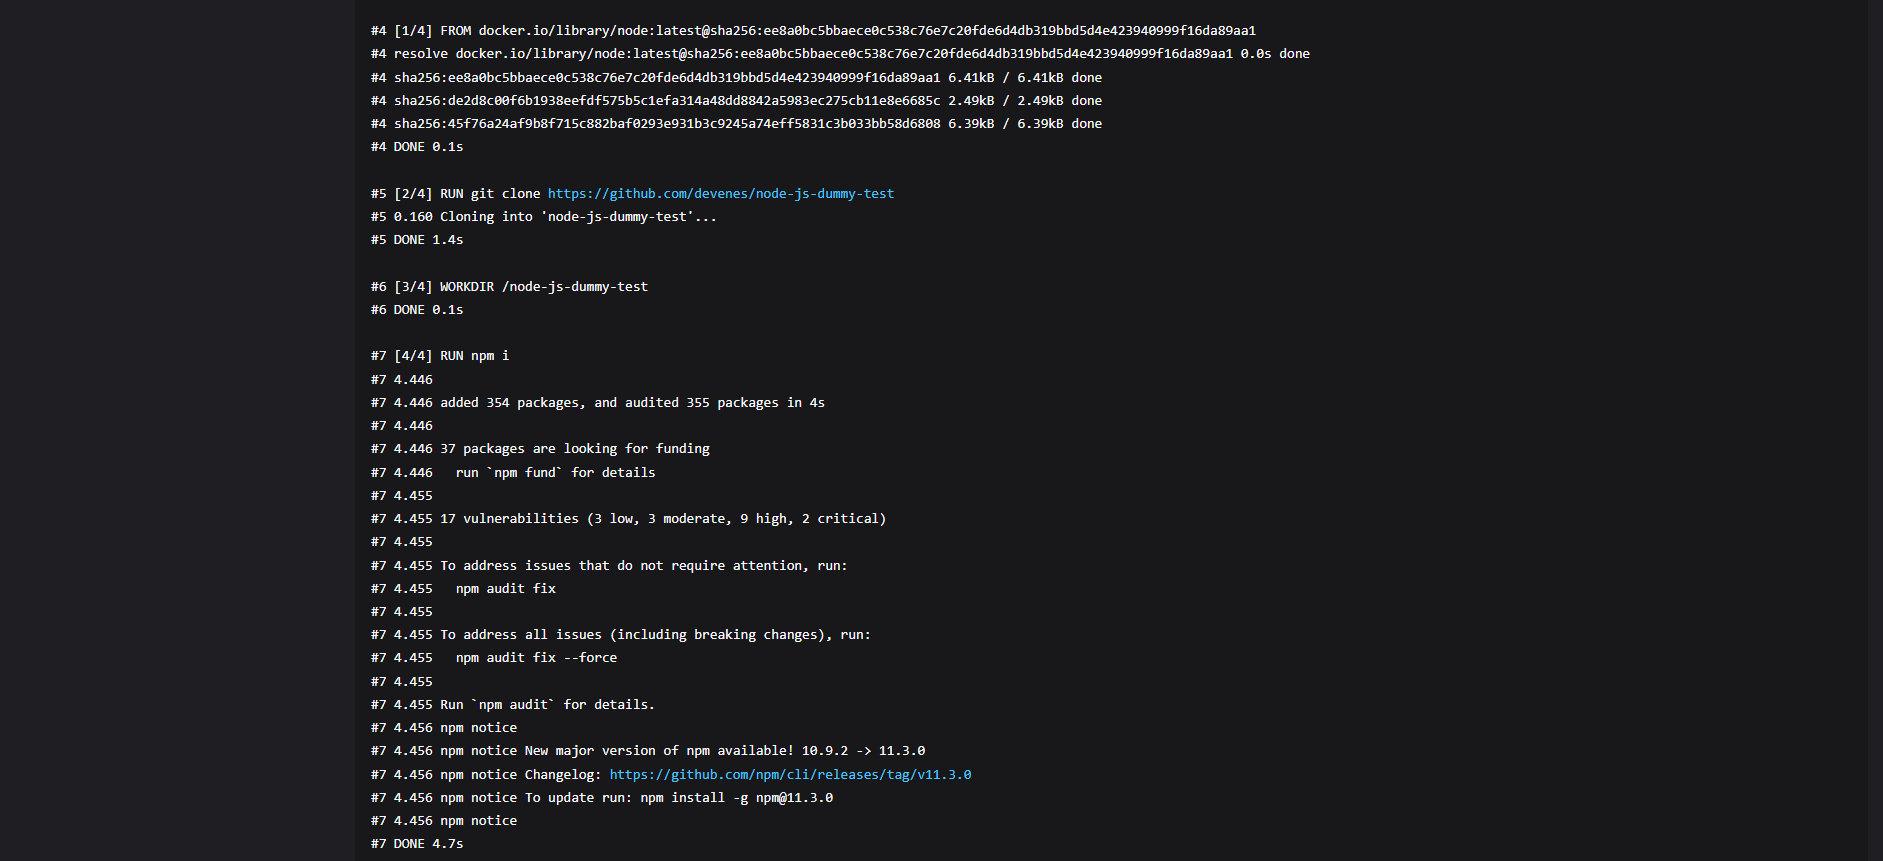 #4 [1/4] FROM docker.io/library/node:latest@sha256:ee8a0bc5bbaece0c538c76e7c20fde6d4db319bbd5d4e423940999f16da89aa1
#4 resolve docker.io/library/node:latest@sha256:ee8a0bc5bbaece0c538c76e7c20fde6d4db319bbd5d4e423940999f16da89aa1 0.0s done
#4 sha256:ee8a0bc5bbaece0c538c76e7c20fde6d4db319bbd5d4e423940999f16da89aa1 6.41kB / 6.41kB done
#4 sha256:de2d8c00f6b1938eefdf575b5c1efa314a48dd8842a5983ec275cb11e8e6685c 2.49kB / 2.49kB done
#4 sha256:45f76a24af9b8f715c882baf0293e931b3c9245a74eff5831c3b033bb58d6808 6.39kB / 6.39kB done
#4 DONE 0.1s
#5 [2/4] RUN git clone https://github.com/devenes/node-js-dummy-test
#5 0.160 Cloning into 'node-js-dummy-test'...
#5 DONE 1.4s
#6 [3/4] WORKDIR /node-js-dummy-test
#6 DONE 0.1s
#7 [4/4] RUN npm i
#7 4.446
#7 4.446 added 354 packages, and audited 355 packages in 4s
#7 4.446
#7 4.446 37 packages are looking for funding
#7 4.446   run `npm fund` for details
#7 4.455
#7 4.455 17 vulnerabilities (3 low, 3 moderate, 9 high, 2 critical)
#7 4.455
#7 4.455 To address issues that do not require attention, run:
#7 4.455   npm audit fix
#7 4.455
#7 4.455 To address all issues (including breaking changes), run:
#7 4.455   npm audit fix --force
#7 4.455
#7 4.455 Run `npm audit` for details.
#7 4.456 npm notice
#7 4.456 npm notice New major version of npm available! 10.9.2 -> 11.3.0
#7 4.456 npm notice Changelog: https://github.com/npm/cli/releases/tag/v11.3.0
#7 4.456 npm notice To update run: npm install -g npm@11.3.0
#7 4.456 npm notice
#7 DONE 4.7s